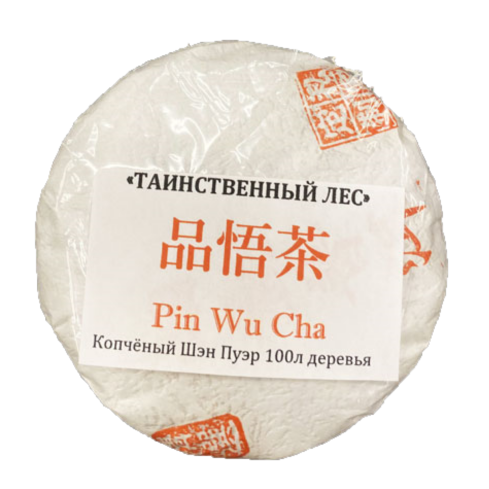 «ТАИНСТВЕННЫЙ ЛЕС»
品悟茶
Pin Wu Cha
Копчёный Шэн Пуэр 100л деревья